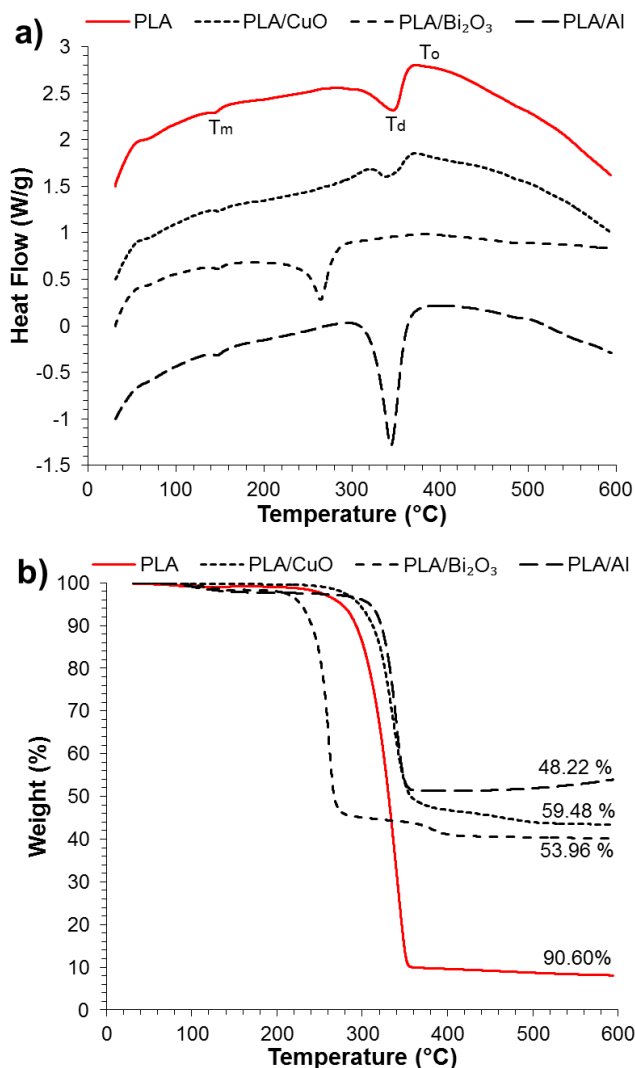 a)
PLA PLA/CuO PLA/Bi₂O₃ PLA/Al
3
2.5
2
1.5
1
0.5
0
-0.5
-1
-1.5
Heat Flow (W/g)
Tm
Td
To
0 100 200 300 400 500 600
Temperature (°C)
b)
PLA PLA/CuO PLA/Bi₂O₃ PLA/Al
100
90
80
70
60
50
40
30
20
10
0
Weight (%)
48.22 %
59.48 %
53.96 %
90.60%
0 100 200 300 400 500 600
Temperature (°C)